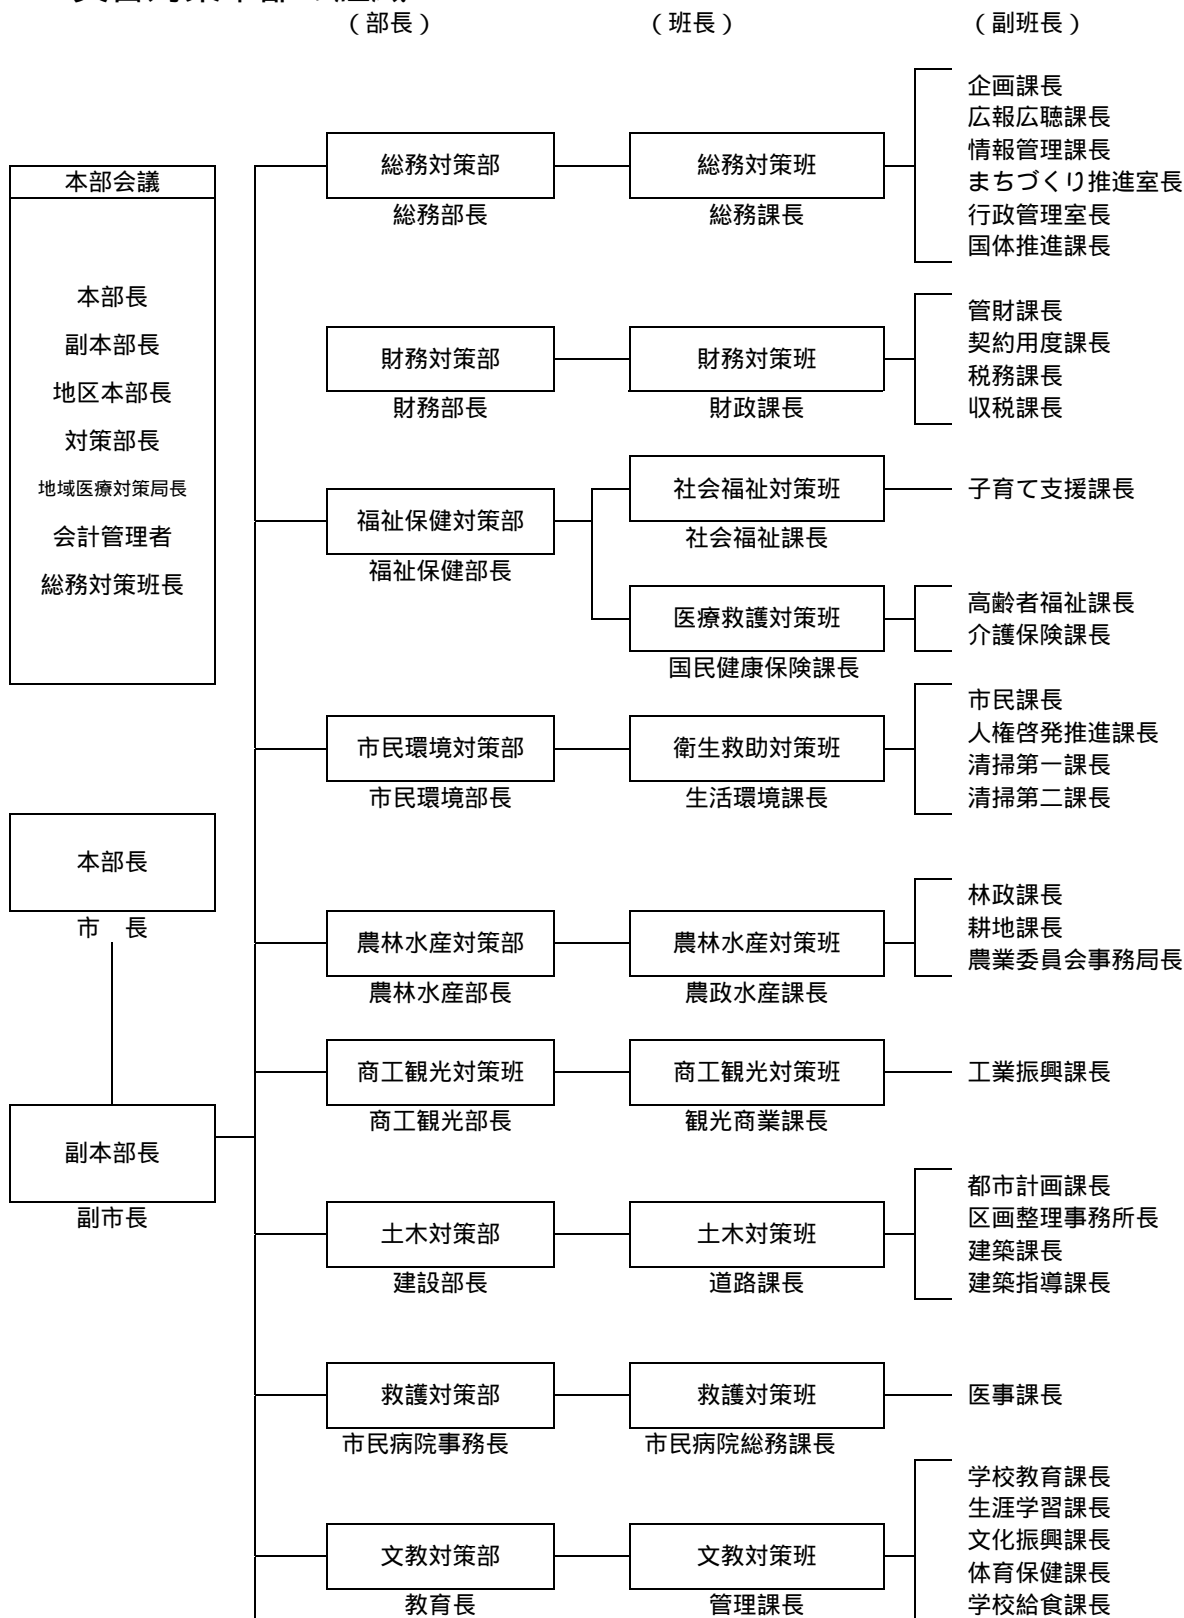 (部長)
(班長)
(副班長)
本部会議
本部長
副本部長
地区本部長
対策部長
地域医療対策局長
会計管理者
総務対策班長
本部長
市　長
副本部長
副市長
総務対策部
総務部長
総務対策班
総務課長
企画課長
広報広聴課長
情報管理課長
まちづくり推進室長
行政管理室長
国体推進課長
財務対策部
財務部長
財務対策班
財政課長
管財課長
契約用度課長
税務課長
収税課長
福祉保健対策部
福祉保健部長
社会福祉対策班
社会福祉課長
子育て支援課長
医療救護対策班
国民健康保険課長
高齢者福祉課長
介護保険課長
市民環境対策部
市民環境部長
衛生救助対策班
生活環境課長
市民課長
人権啓発推進課長
清掃第一課長
清掃第二課長
農林水産対策部
農林水産部長
農林水産対策班
農政水産課長
林政課長
耕地課長
農業委員会事務局長
商工観光対策班
商工観光部長
商工観光対策班
観光商業課長
工業振興課長
土木対策部
建設部長
土木対策班
道路課長
都市計画課長
区画整理事務所長
建築課長
建築指導課長
救護対策部
市民病院事務長
救護対策班
市民病院総務課長
医事課長
文教対策部
教育長
文教対策班
管理課長
学校教育課長
生涯学習課長
文化振興課長
体育保健課長
学校給食課長